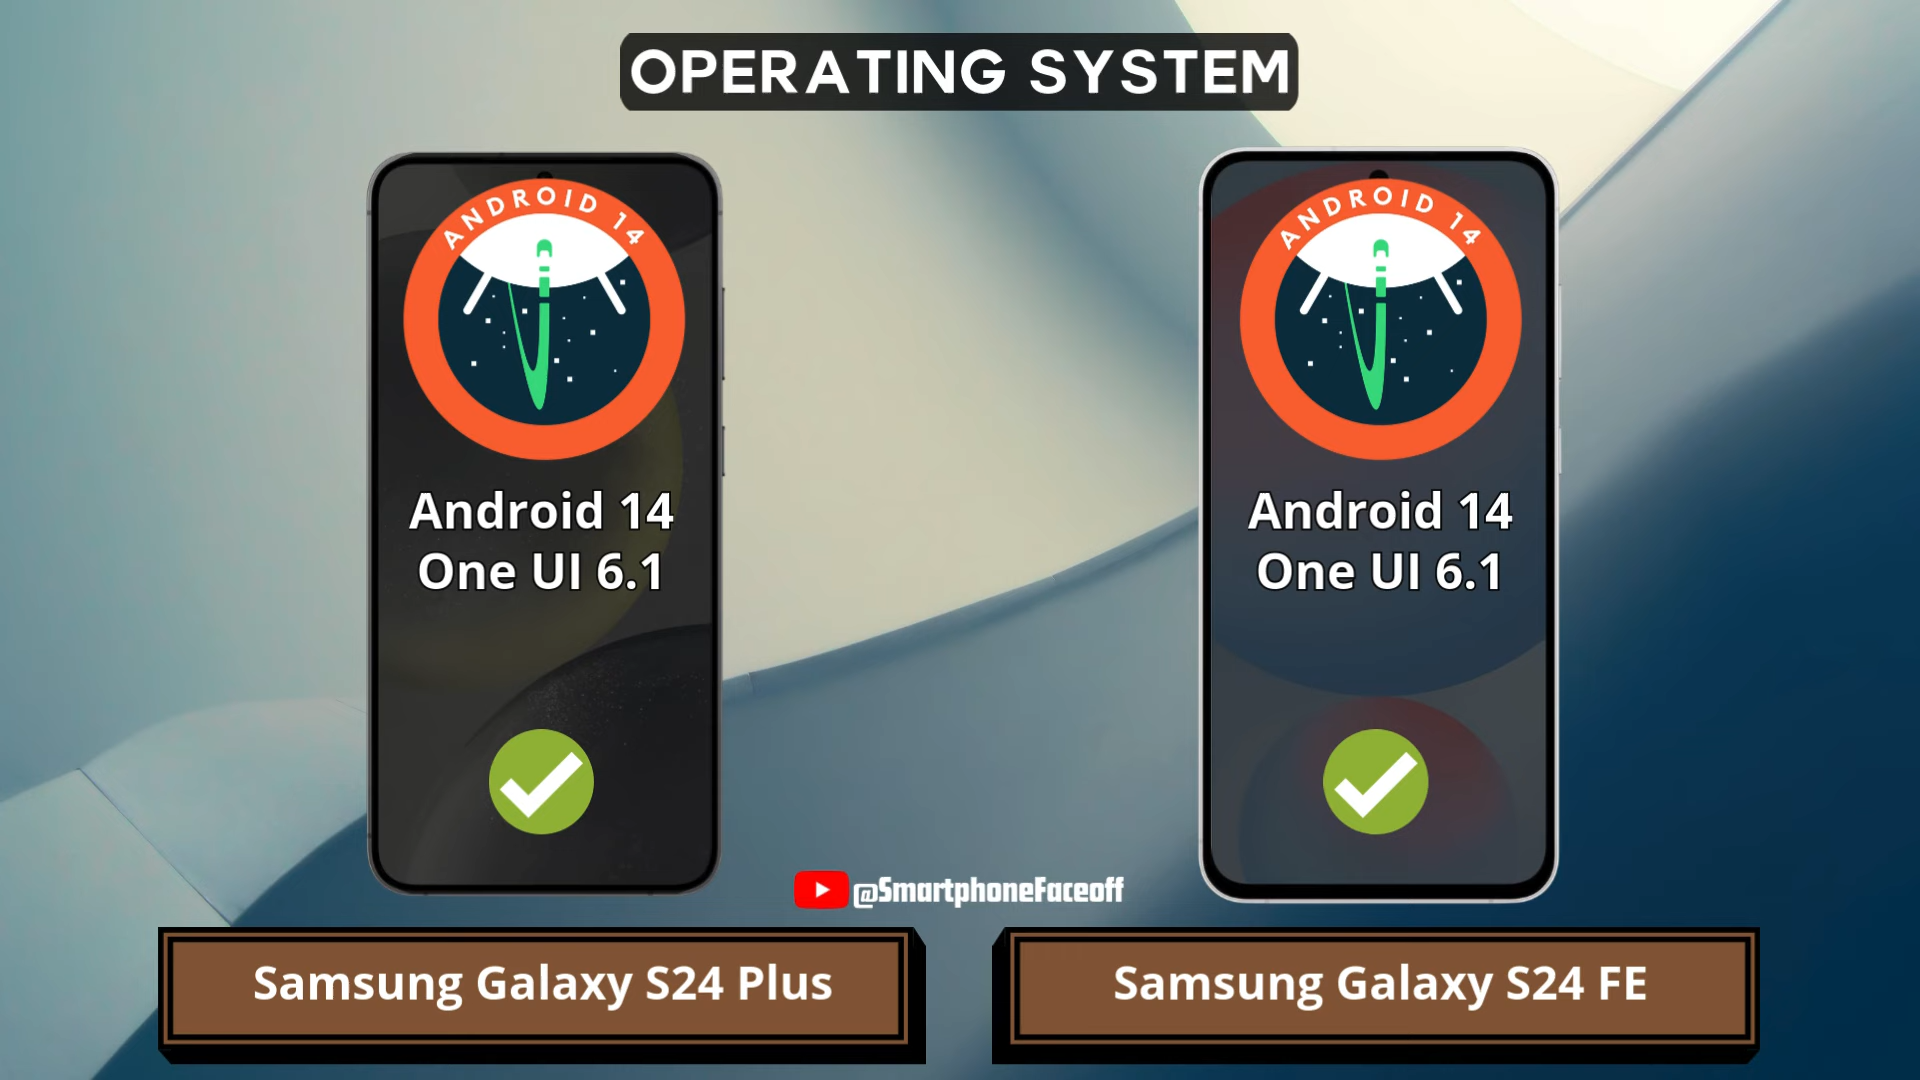 OPERATING SYSTEM
ANDROID 14
Android 14
One UI 6.1
ANDROID 14
Android 14
One UI 6.1
@SmartphoneFaceoff
Samsung Galaxy S24 Plus
Samsung Galaxy S24 FE